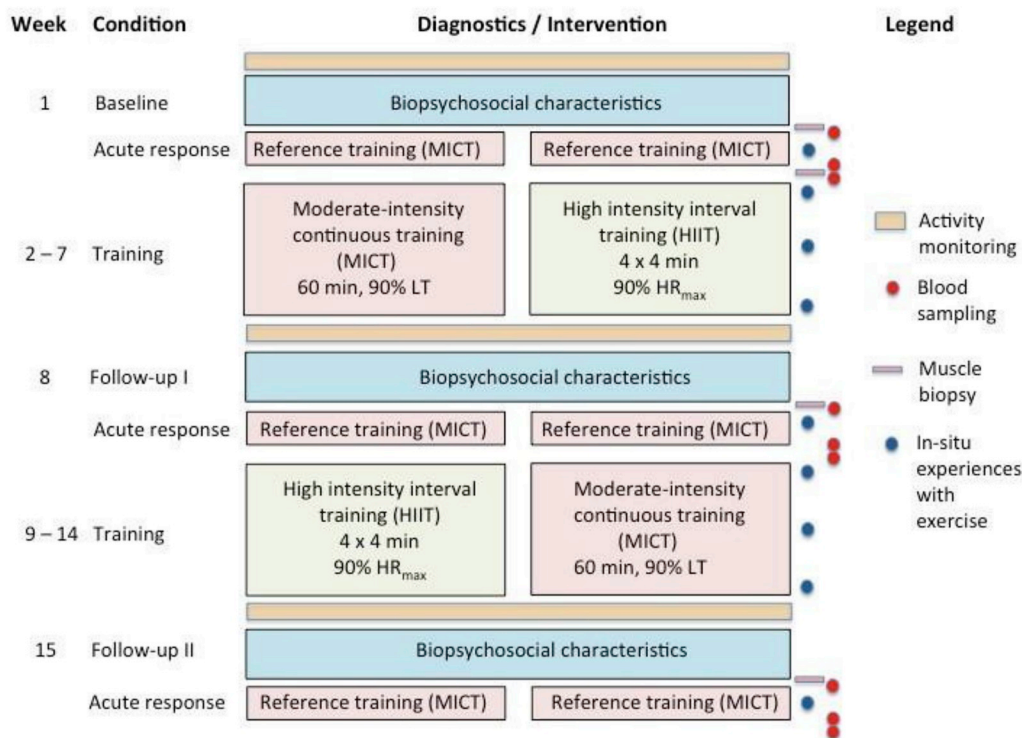 Week Condition Diagnostics / Intervention Legend
1 Baseline Biopsychosocial characteristics
Acute response Reference training (MICT) Reference training (MICT)
2 – 7 Training
Moderate-intensity
continuous training
(MICT)
60 min, 90% LT
High intensity interval
training (HIIT)
4 x 4 min
90% HRmax
8 Follow-up I Biopsychosocial characteristics
Acute response Reference training (MICT) Reference training (MICT)
9 – 14 Training
High intensity interval
training (HIIT)
4 x 4 min
90% HRmax
Moderate-intensity
continuous training
(MICT)
60 min, 90% LT
15 Follow-up II Biopsychosocial characteristics
Acute response Reference training (MICT) Reference training (MICT)
Activity
monitoring
Blood
sampling
Muscle
biopsy
In-situ
experiences
with
exercise